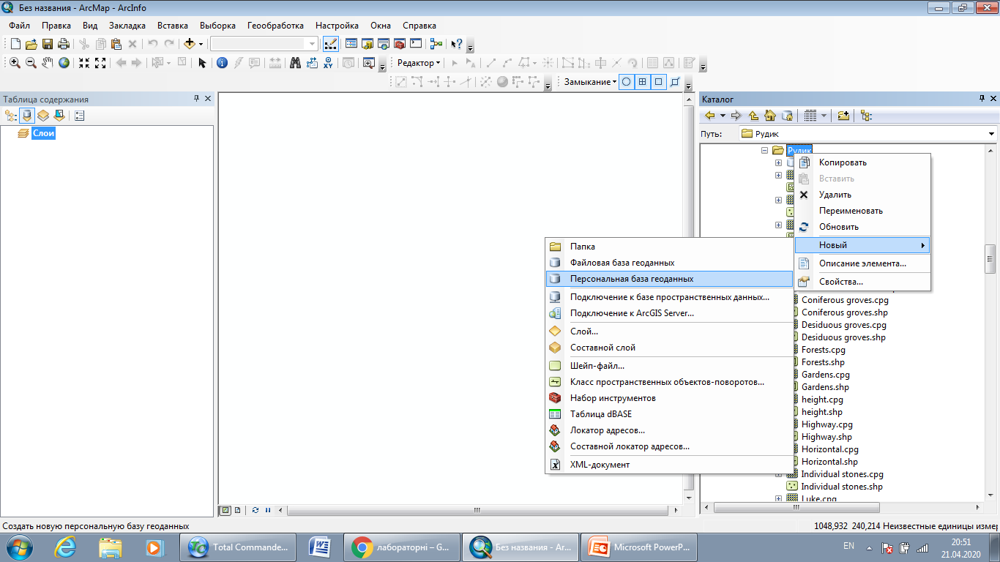 Без названия - ArcMap - ArcInfo
Файл Правка Вид Закладка Вставка Выборка Геообработка Настройка Окна Справка
Редактор
Замыкание
Таблица содержания
Слои
Каталог
Путь: Рудик
Рудик
Копировать
Вставить
Удалить
Переименовать
Обновить
Новый
Описание элемента...
Свойства...
Папка
Файловая база геоданных
Персональная база геоданных
Подключение к базе пространственных данных...
Подключение к ArcGIS Server...
Слой...
Составной слой
Шейп-файл...
Класс пространственных объектов-поворотов...
Набор инструментов
Таблица dBASE
Локатор адресов...
Составной локатор адресов...
XML-документ
Coniferous groves.cpg
Coniferous groves.shp
Desiduous groves.cpg
Desiduous groves.shp
Forests.cpg
Forests.shp
Gardens.cpg
Gardens.shp
height.cpg
height.shp
Highway.cpg
Highway.shp
Horizontal.cpg
Horizontal.shp
Individual stones.cpg
Individual stones.shp
Luke.cpg
Создать новую персональную базу геоданных
1048,932 240,214 Неизвестные единицы измер
Total Commande...
лабораторні – G...
Без названия - Ar...
Microsoft PowerP...
EN
20:51
21.04.2020